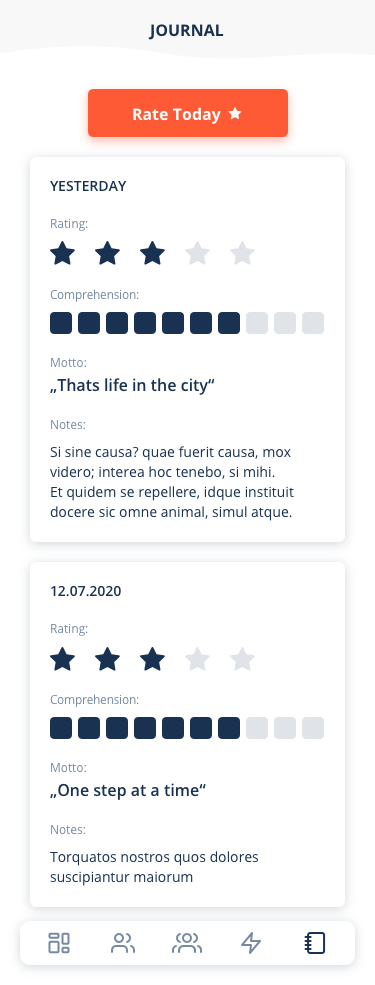 JOURNAL
Rate Today
YESTERDAY
Rating:
Comprehension:
Motto:
„Thats life in the city“
Notes:
Si sine causa? quae fuerit causa, mox
videro; interea hoc tenebo, si mihi.
Et quidem se repellere, idque instituit
docere sic omne animal, simul atque.
12.07.2020
Rating:
Comprehension:
Motto:
„One step at a time“
Notes:
Torquatos nostros quos dolores
suscipiantur maiorum